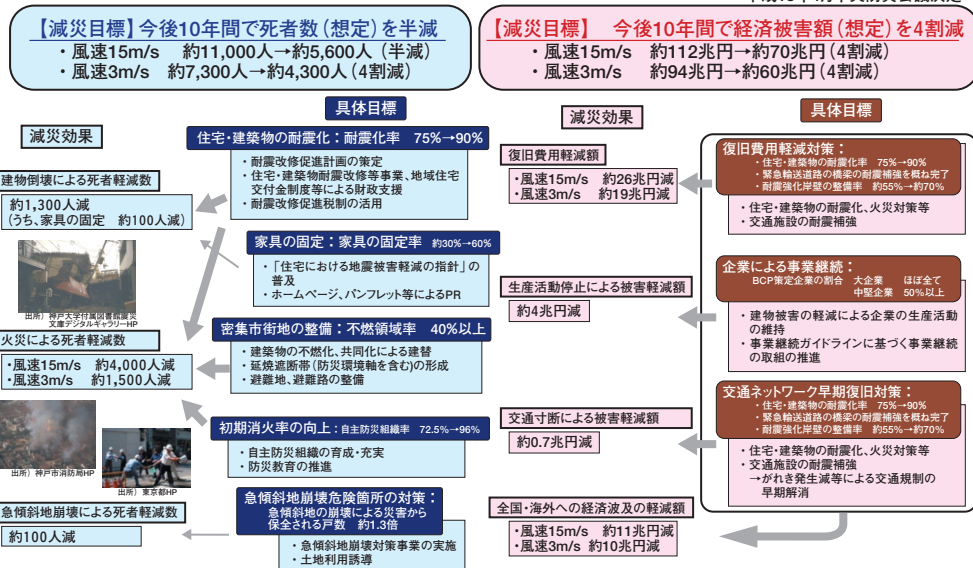 【減災目標】今後10年間で死者数(想定)を半減
・風速15m/s 約11,000人→約5,600人(半減)
・風速3m/s 約7,300人→約4,300人(4割減)
【減災目標】 今後10年間で経済被害額(想定)を4割減
・風速15m/s 約112兆円→約70兆円(4割減)
・風速3m/s 約94兆円→約60兆円(4割減)
具体目標
減災効果
住宅・建築物の耐震化:耐震化率 75%→90%
・耐震改修促進計画の策定
・住宅・建築物耐震改修等事業、地域住宅
交付金制度等による財政支援
・耐震改修促進税制の活用
建物倒壊による死者軽減数
約1,300人減
(うち、家具の固定 約100人減)
出所)神戸大学付属図書館震災
文庫デジタルギャラリーHP
家具の固定:家具の固定率 約30%→60%
・「住宅における地震被害軽減の指針」の
普及
・ホームページ、パンフレット等によるPR
火災による死者軽減数
・風速15m/s 約4,000人減
・風速3m/s 約1,500人減
密集市街地の整備:不燃領域率 40%以上
・建築物の不燃化、共同化による建替
・延焼遮断帯(防災環境軸を含む)の形成
・避難地、避難路の整備
出所)神戸市消防局HP
出所)東京都HP
初期消火率の向上:自主防災組織率 72.5%→96%
・自主防災組織の育成・充実
・防災教育の推進
急傾斜地崩壊による死者軽減数
約100人減
急傾斜地崩壊危険箇所の対策:
急傾斜地の崩壊による災害から
保全される戸数 約1.3倍
・急傾斜地崩壊対策事業の実施
・土地利用誘導
減災効果
具体目標
復旧費用軽減額
・風速15m/s 約26兆円減
・風速3m/s 約19兆円減
復旧費用軽減対策:
・住宅・建築物の耐震化率 75%→90%
・緊急輸送道路の橋梁の耐震補強を概ね完了
・耐震強化岸壁の整備率 約55%→約70%
・住宅・建築物の耐震化、火災対策等
・交通施設の耐震補強
生産活動停止による被害軽減額
約4兆円減
企業による事業継続:
BCP策定企業の割合 大企業 ほぼ全て
中堅企業 50%以上
・建物被害の軽減による企業の生産活動
の維持
・事業継続ガイドラインに基づく事業継続
の取組の推進
交通寸断による被害軽減額
約0.7兆円減
交通ネットワーク早期復旧対策:
・住宅・建築物の耐震化率 75%→90%
・緊急輸送道路の橋梁の耐震補強を概ね完了
・耐震強化岸壁の整備率 約55%→約70%
・住宅・建築物の耐震化、火災対策等
・交通施設の耐震補強
→がれき発生減等による交通規制の
早期解消
全国・海外への経済波及の軽減額
・風速15m/s 約11兆円減
・風速3m/s 約10兆円減